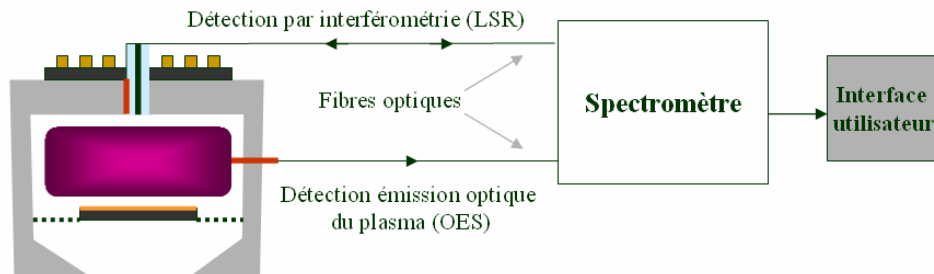 Détection par interférométrie (LSR)
Fibres optiques
Spectromètre
Interface
utilisateur
Détection émission optique
du plasma (OES)